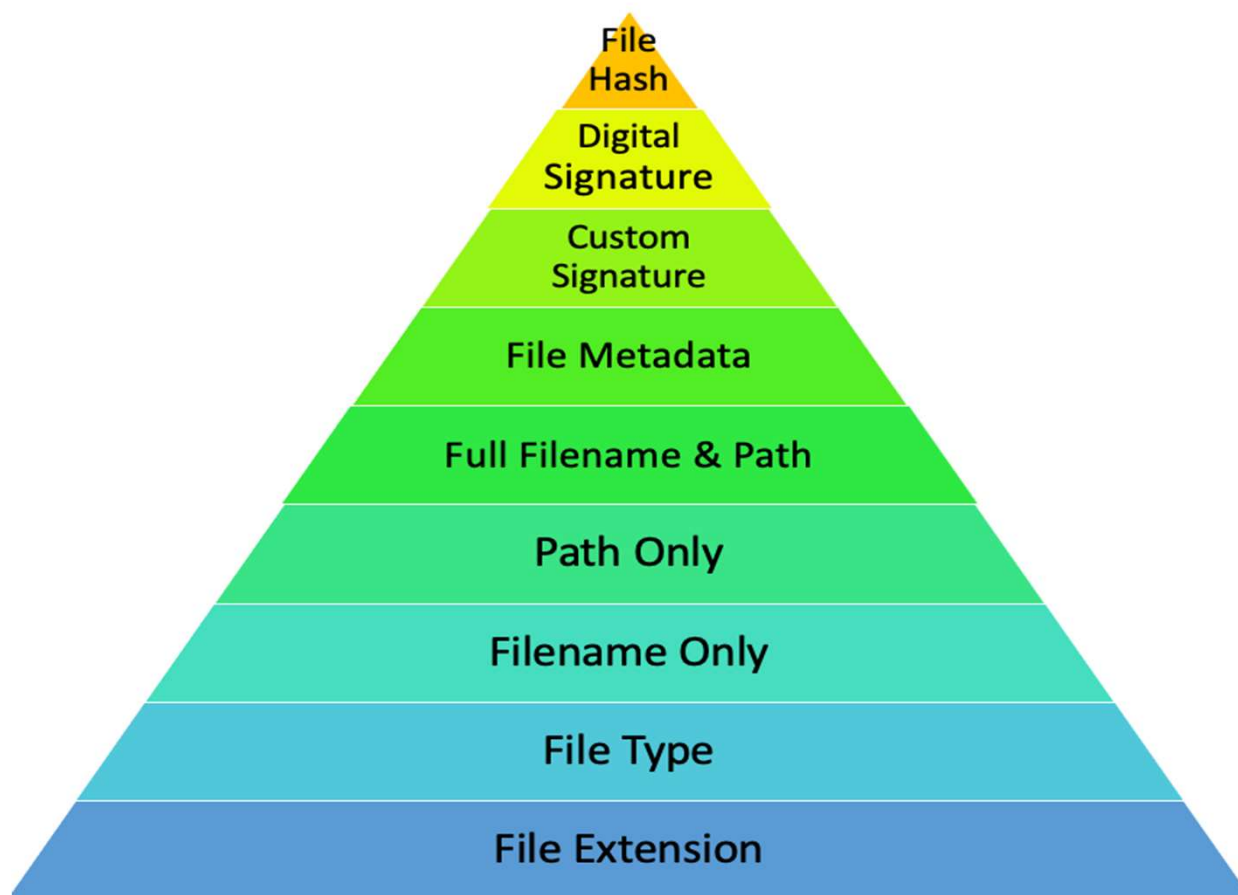 File
Hash
Digital
Signature
Custom
Signature
File Metadata
Full Filename & Path
Path Only
Filename Only
File Type
File Extension